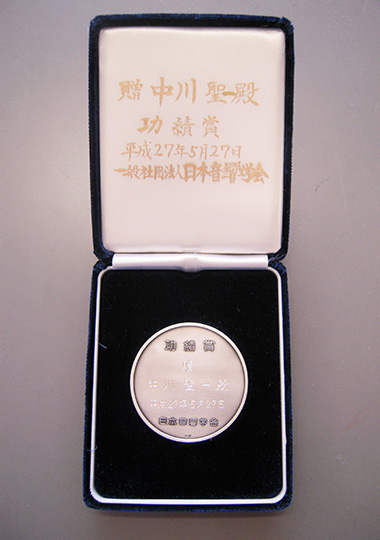 贈 中川 聖一殿
功績賞
平成27年5月27日
一般社団法人日本音響学会
功績賞
贈
中川 聖一殿
平成27年5月27日
日本音響学会